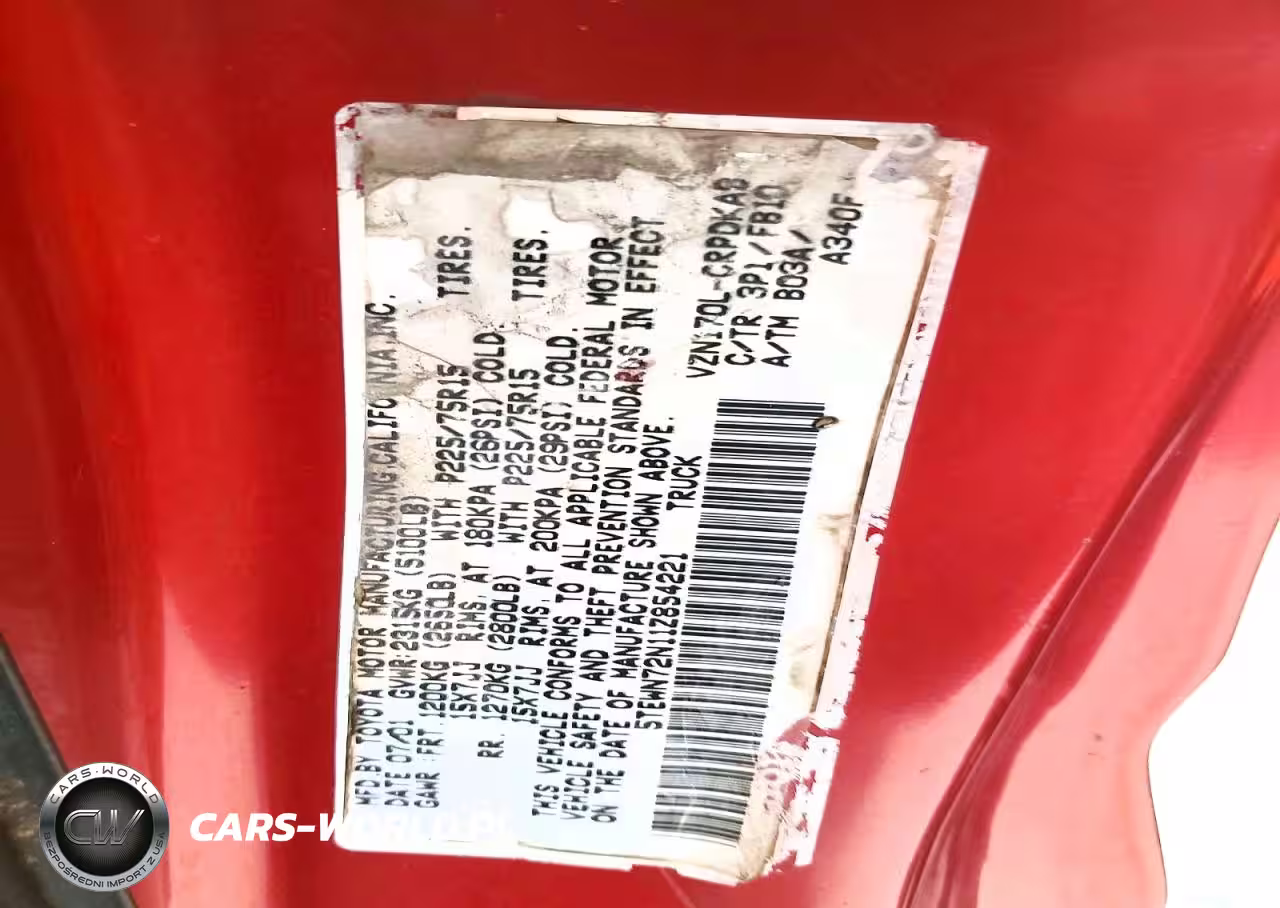 MFD.BY TOYOTA MOTOR MANUFACTURING CALIFO NIA,INC.
DATE 07/01 GVWR:2315KG (5100LB)
GAWR FRT 1200KG (2650LB) WITH P225/75R15 TIRES,
15X7JJ RIMS, AT 180KPA (26PSI) COLD.
RR. 1270KG (2800LB) WITH P225/75R15 TIRES,
15X7JJ RIMS, AT 200KPA (29PSI) COLD.
THIS VEHICLE CONFORMS TO ALL APPLICABLE FEDERAL MOTOR
VEHICLE SAFETY AND THEFT PREVENTION STANDARDS IN EFFECT
ON THE DATE OF MANUFACTURE SHOWN ABOVE.
5TEWN72N11Z854221 TRUCK
VZN170L-CRPDKAB
C/TR 3P1/FB10
A/TM B03A/
A340F
CARS-WORLD
CW
BEZPOŚREDNI IMPORT Z USA
CARS-WORLD.PL